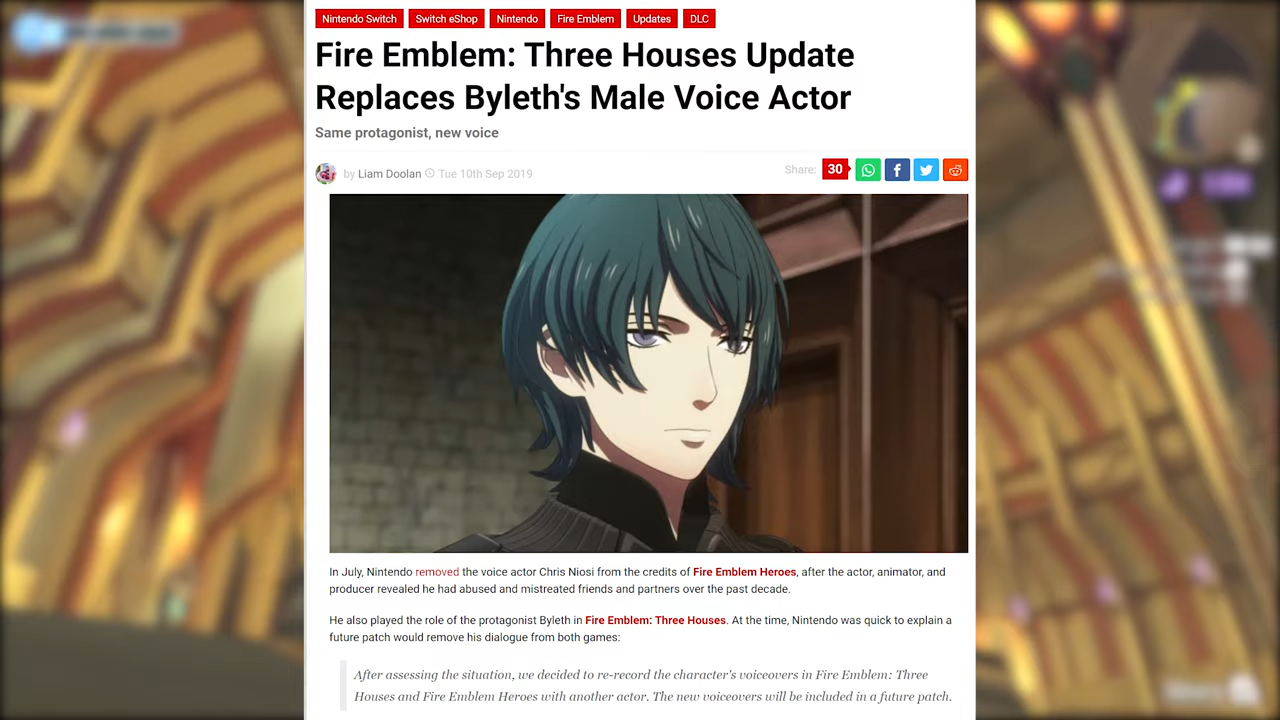 Nintendo Switch Switch eShop Nintendo Fire Emblem Updates DLC
Fire Emblem: Three Houses Update
Replaces Byleth's Male Voice Actor
Same protagonist, new voice
by Liam Doolan Tue 10th Sep 2019
Share: 30
In July, Nintendo removed the voice actor Chris Niosi from the credits of Fire Emblem Heroes, after the actor, animator, and
producer revealed he had abused and mistreated friends and partners over the past decade.
He also played the role of the protagonist Byleth in Fire Emblem: Three Houses. At the time, Nintendo was quick to explain a
future patch would remove his dialogue from both games:
After assessing the situation, we decided to re-record the character's voiceovers in Fire Emblem: Three
Houses and Fire Emblem Heroes with another actor. The new voiceovers will be included in a future patch.